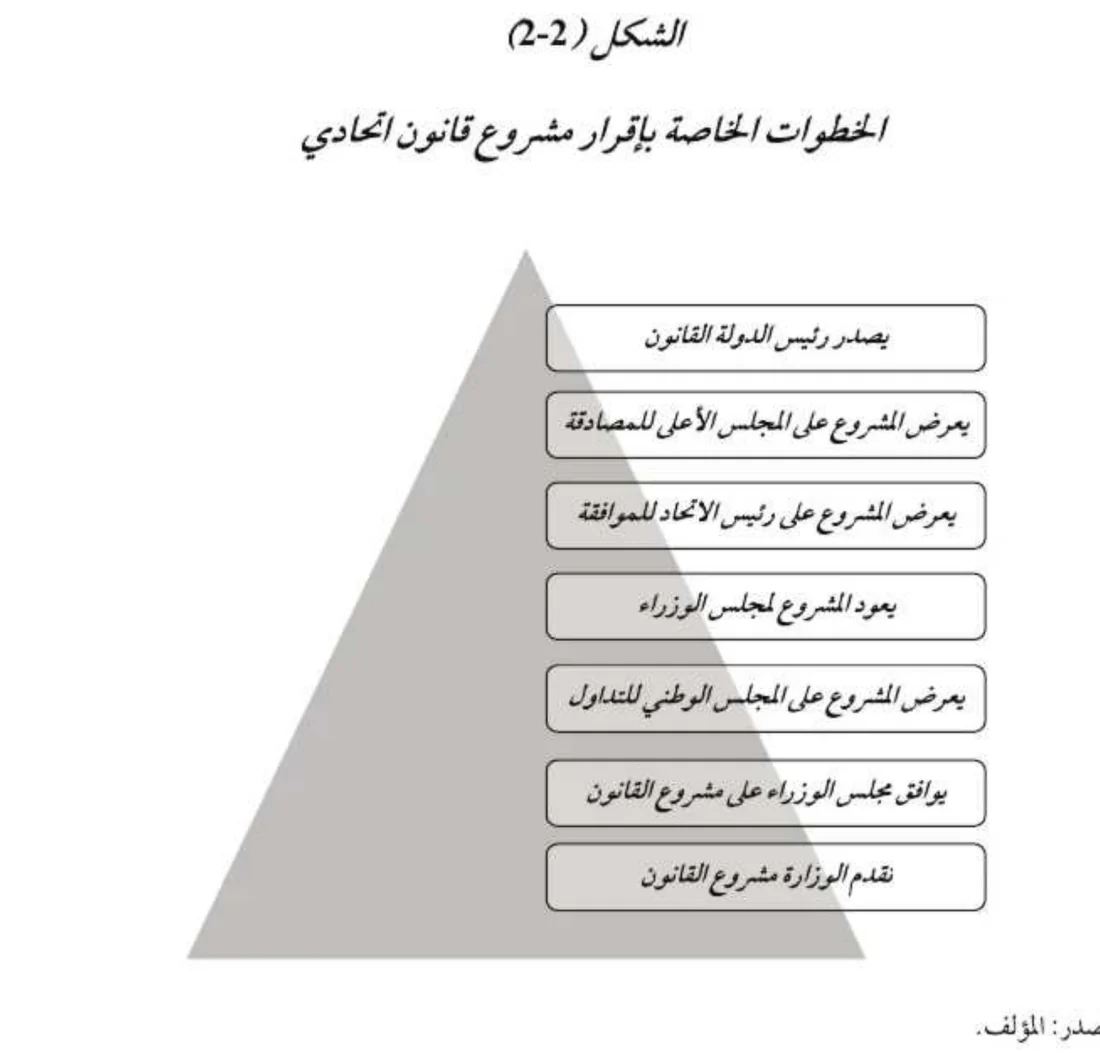 الشكل (2-2)
الخطوات الخاصة بإقرار مشروع قانون اتحادي
يصدر رئيس الدولة القانون
يعرض المشروع على المجلس الأعلى للمصادقة
يعرض المشروع على رئيس الاتحاد للموافقة
يعود المشروع لمجلس الوزراء
يعرض المشروع على المجلس الوطني للتداول
يوافق مجلس الوزراء على مشروع القانون
تقدم الوزارة مشروع القانون
صدر: المؤلف.